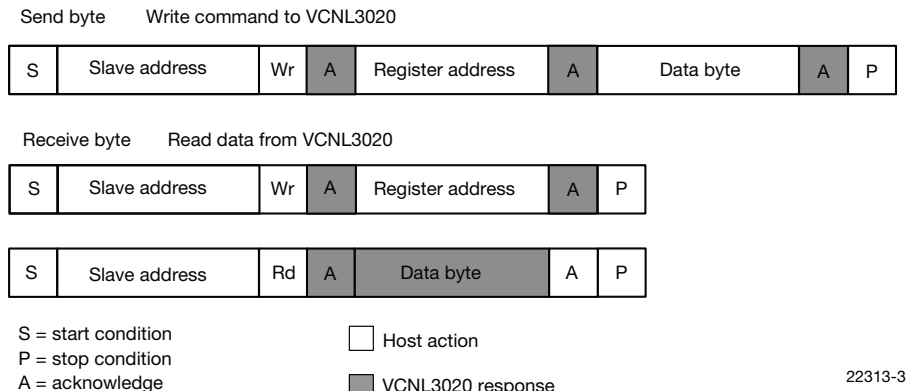 Send byte Write command to VCNL3020
S Slave address Wr A Register address A Data byte A P
Receive byte Read data from VCNL3020
S Slave address Wr A Register address A P
S Slave address Rd A Data byte A P
S = start condition
P = stop condition
A = acknowledge
Host action
VCNL3020 response
22313-3